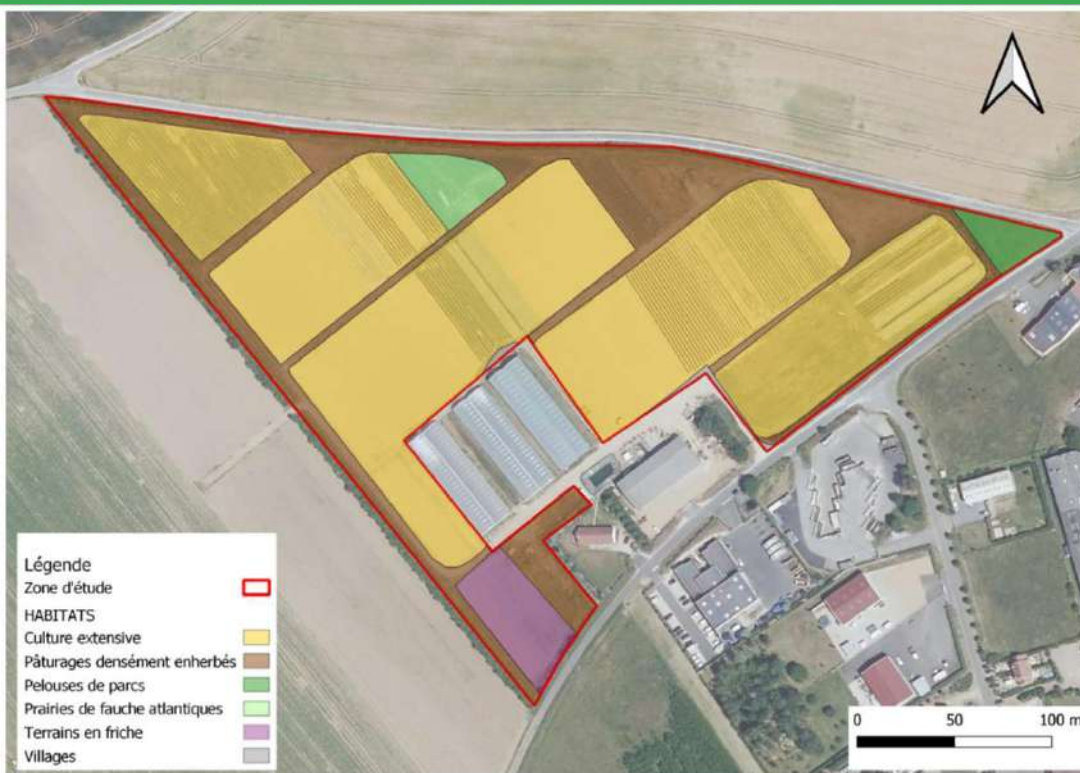 Légende
Zone d'étude
HABITATS
Culture extensive
Pâturages densément enherbés
Pelouses de parcs
Prairies de fauche atlantiques
Terrains en friche
Villages
0 50 100 m